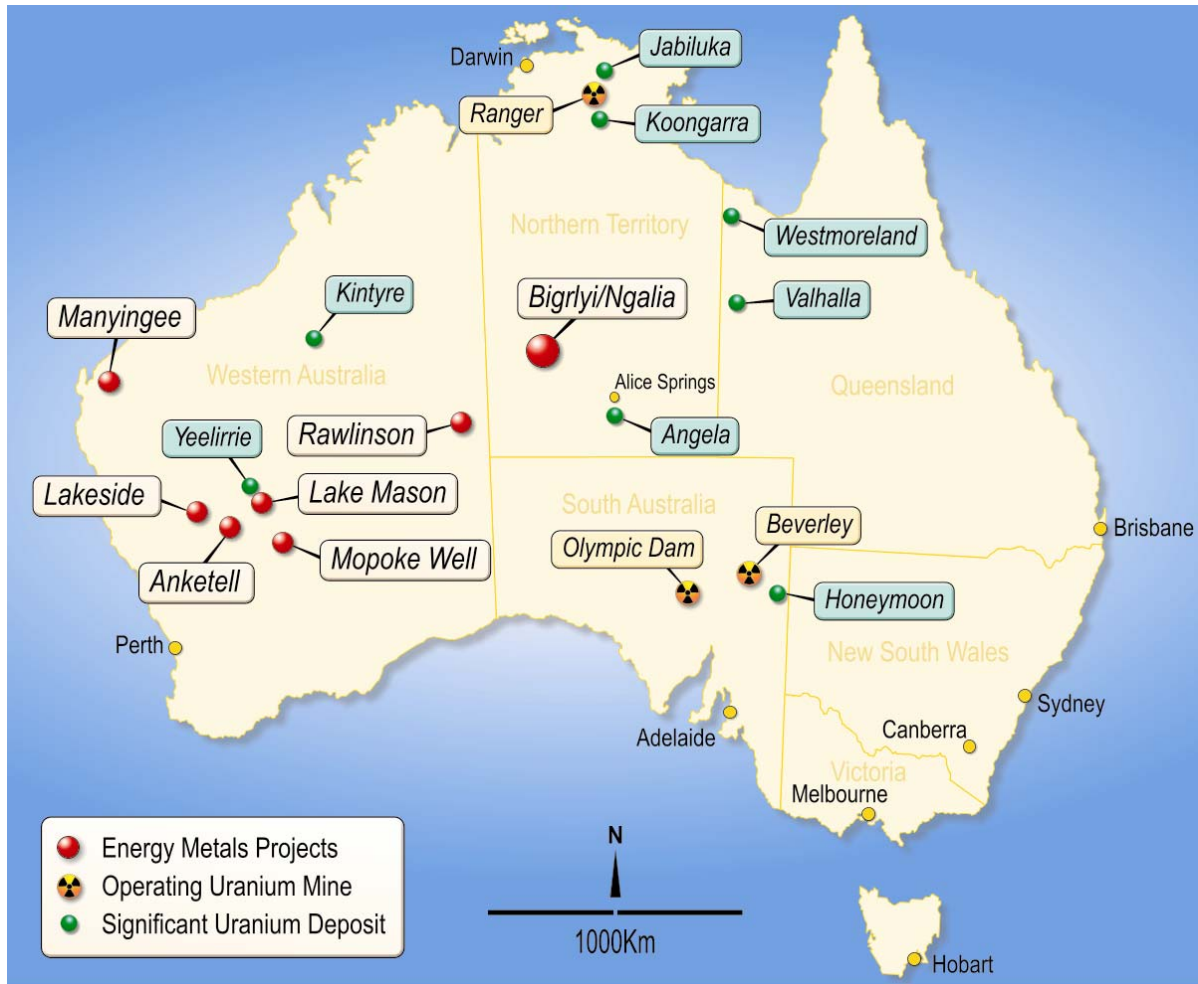 Jabiluka
Darwin
Ranger
Koongarra
Northern Territory
Westmoreland
Kintyre
Bigrlyi/Ngalia
Valhalla
Manyingee
Western Australia
Alice Springs
Queensland
Rawlinson
Angela
Yeelirrie
Lakeside
Lake Mason
South Australia
Beverley
Brisbane
Olympic Dam
Mopoke Well
Anketell
Honeymoon
Perth
New South Wales
Sydney
Adelaide
Canberra
Victoria
Melbourne
N
1000Km
Energy Metals Projects
Operating Uranium Mine
Significant Uranium Deposit
Hobart